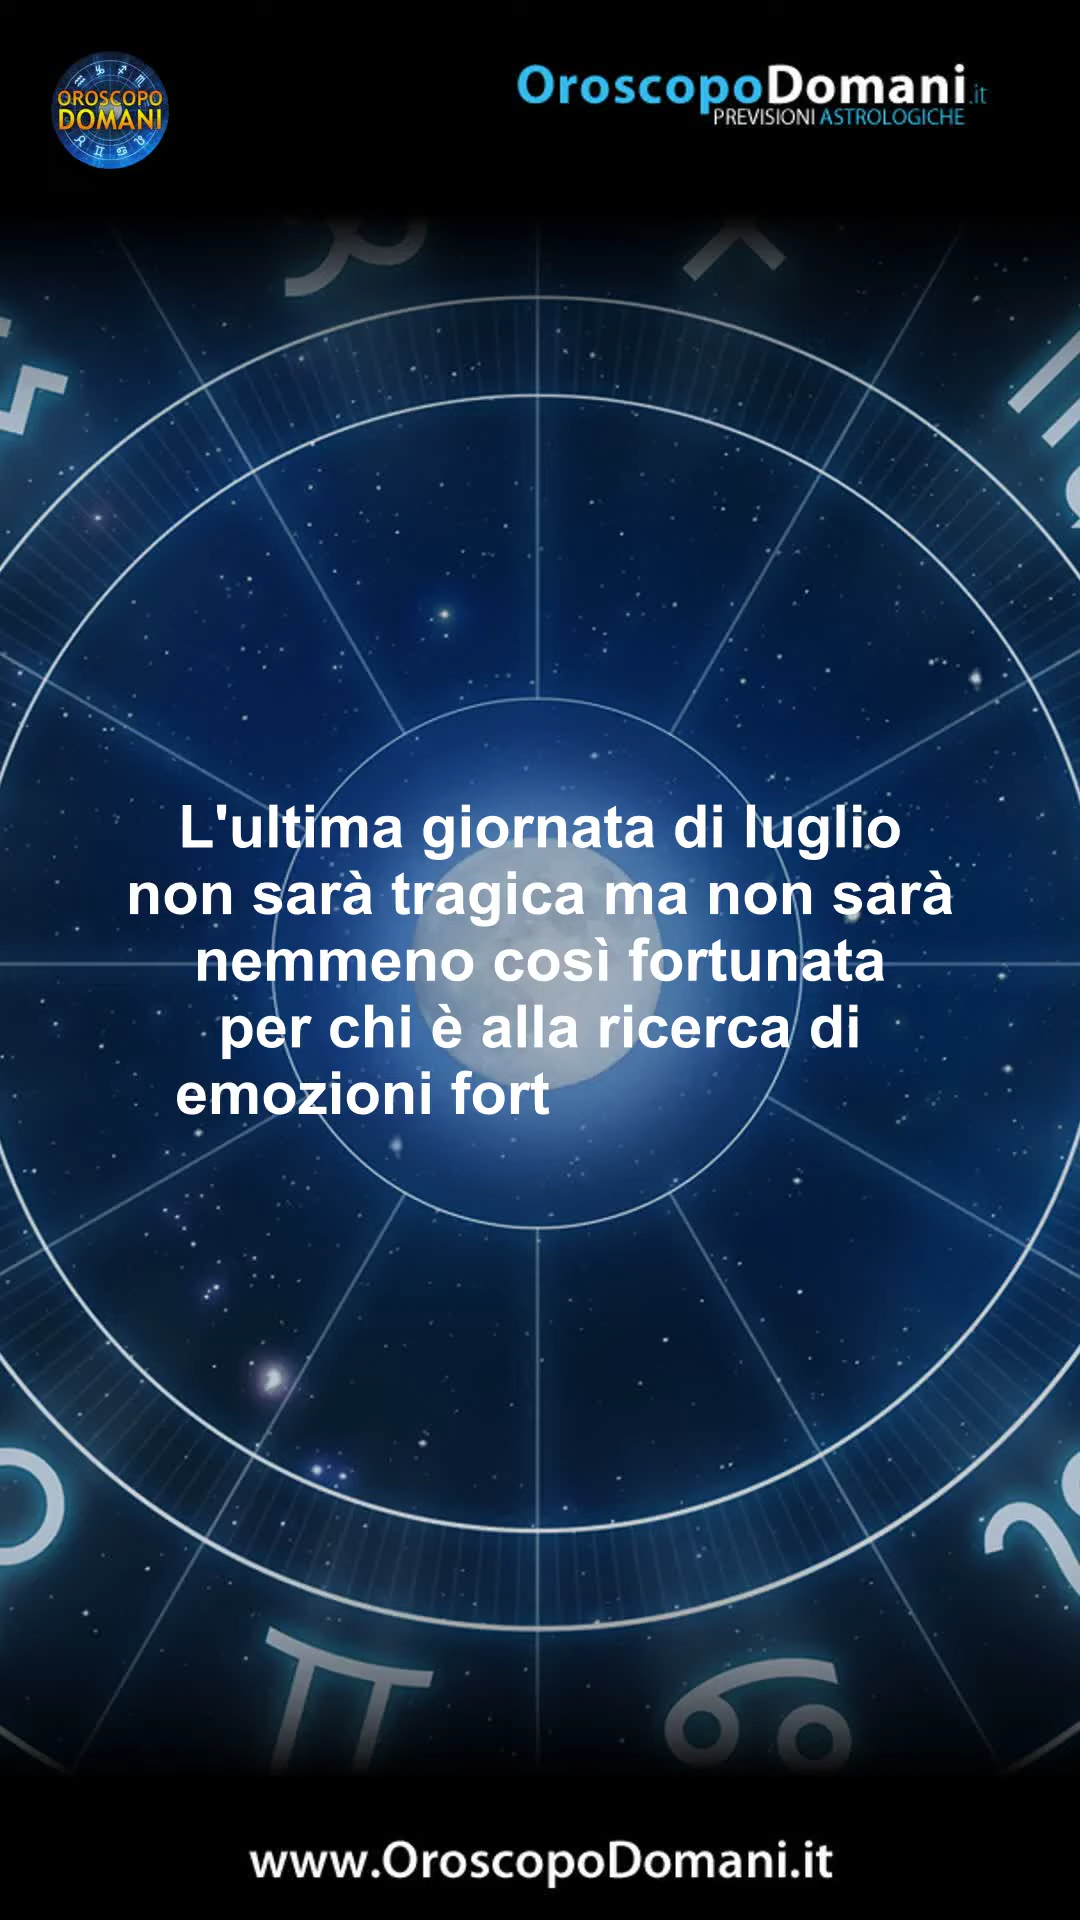 OROSCOPO
DOMANI
OroscopoDomani.it
PREVISIONI ASTROLOGICHE
L'ultima giornata di luglio
non sarà tragica ma non sarà
nemmeno così fortunata
per chi è alla ricerca di
emozioni fort
www.OroscopoDomani.it